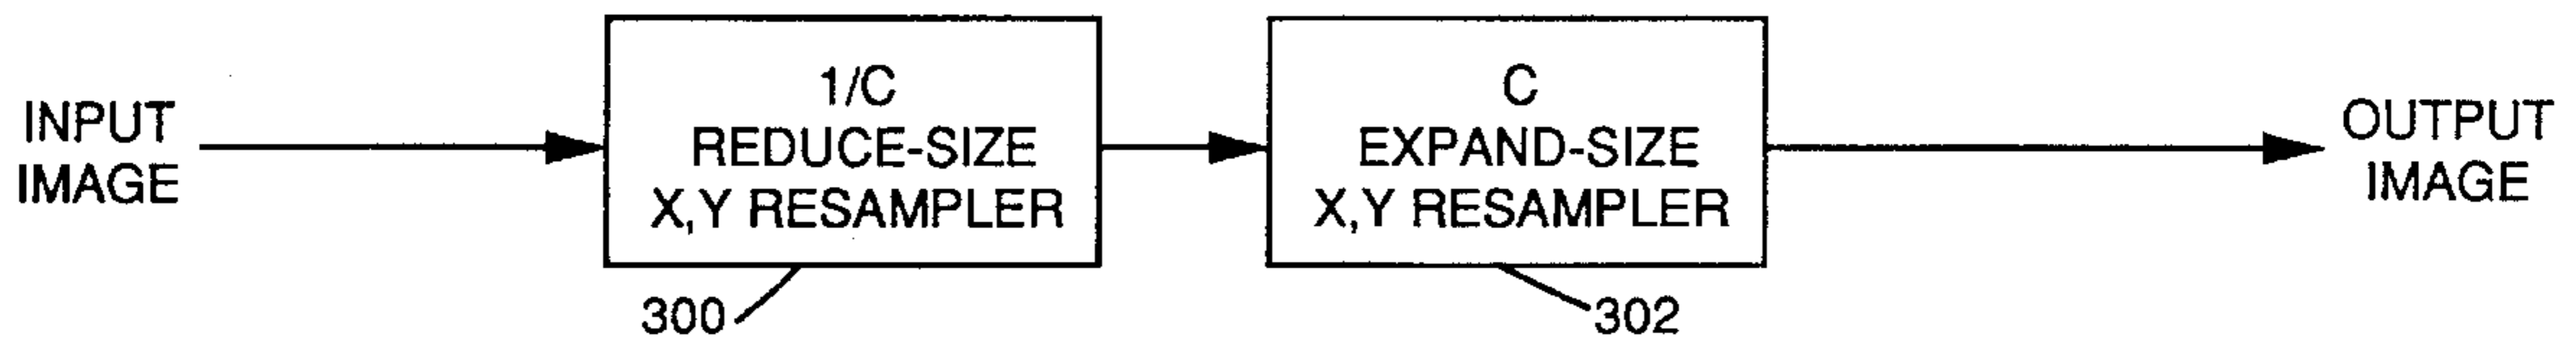 INPUT
IMAGE
1/C
REDUCE-SIZE
X,Y RESAMPLER
300
C
EXPAND-SIZE
X,Y RESAMPLER
302
OUTPUT
IMAGE